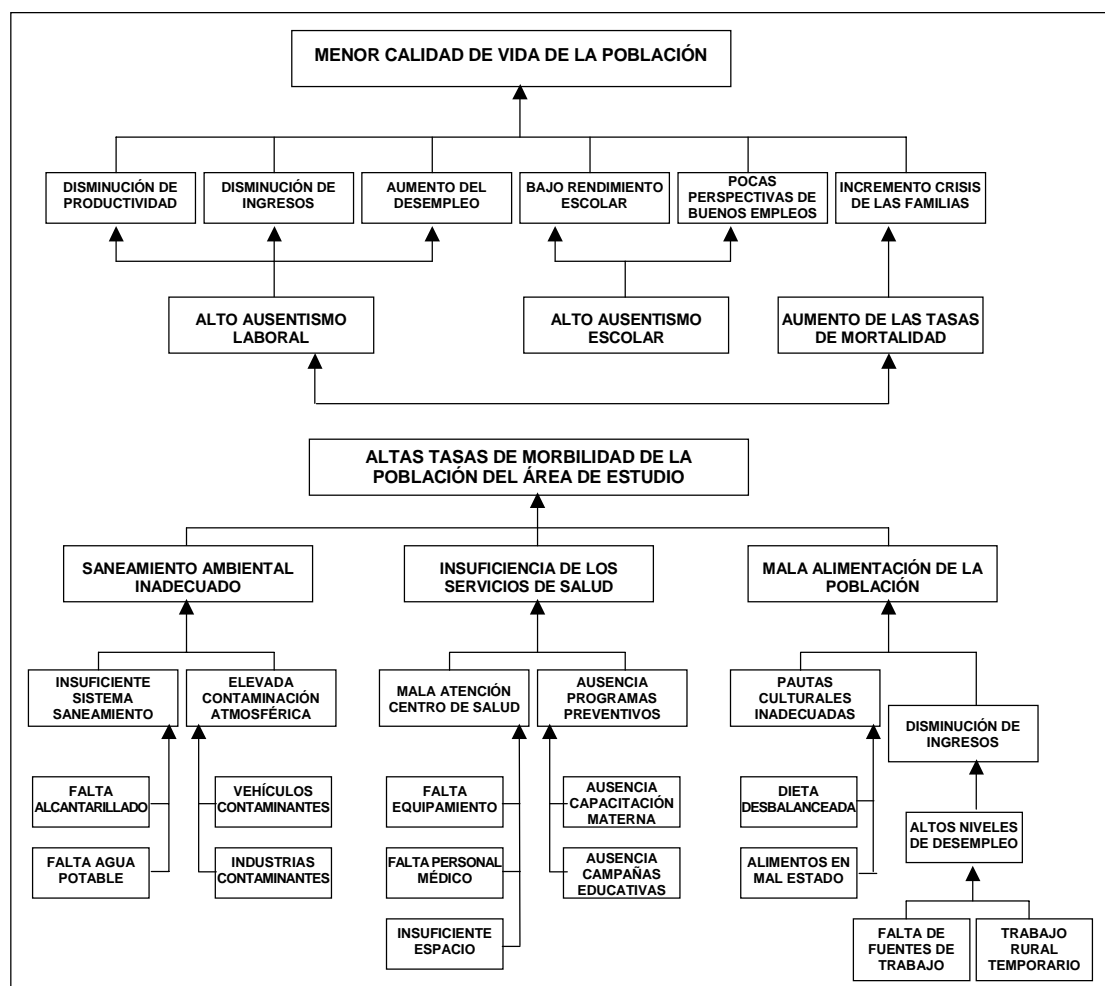 MENOR CALIDAD DE VIDA DE LA POBLACIÓN
DISMINUCIÓN DE
PRODUCTIVIDAD
DISMINUCIÓN DE
INGRESOS
AUMENTO DEL
DESEMPLEO
BAJO RENDIMIENTO
ESCOLAR
POCAS
PERSPECTIVAS DE
BUENOS EMPLEOS
INCREMENTO CRISIS
DE LAS FAMILIAS
ALTO AUSENTISMO
LABORAL
ALTO AUSENTISMO
ESCOLAR
AUMENTO DE LAS TASAS
DE MORTALIDAD
ALTAS TASAS DE MORBILIDAD DE LA
POBLACIÓN DEL ÁREA DE ESTUDIO
SANEAMIENTO AMBIENTAL
INADECUADO
INSUFICIENCIA DE LOS
SERVICIOS DE SALUD
MALA ALIMENTACIÓN DE LA
POBLACIÓN
INSUFICIENTE
SISTEMA
SANEAMIENTO
ELEVADA
CONTAMINACIÓN
ATMOSFÉRICA
MALA ATENCIÓN
CENTRO DE SALUD
AUSENCIA
PROGRAMAS
PREVENTIVOS
PAUTAS
CULTURALES
INADECUADAS
DISMINUCIÓN DE
INGRESOS
FALTA
ALCANTARILLADO
VEHÍCULOS
CONTAMINANTES
FALTA
EQUIPAMIENTO
AUSENCIA
CAPACITACIÓN
MATERNA
DIETA
DESBALANCEADA
ALTOS NIVELES
DE DESEMPLEO
FALTA AGUA
POTABLE
INDUSTRIAS
CONTAMINANTES
FALTA PERSONAL
MÉDICO
AUSENCIA
CAMPAÑAS
EDUCATIVAS
ALIMENTOS EN
MAL ESTADO
INSUFICIENTE
ESPACIO
FALTA DE
FUENTES DE
TRABAJO
TRABAJO
RURAL
TEMPORARIO